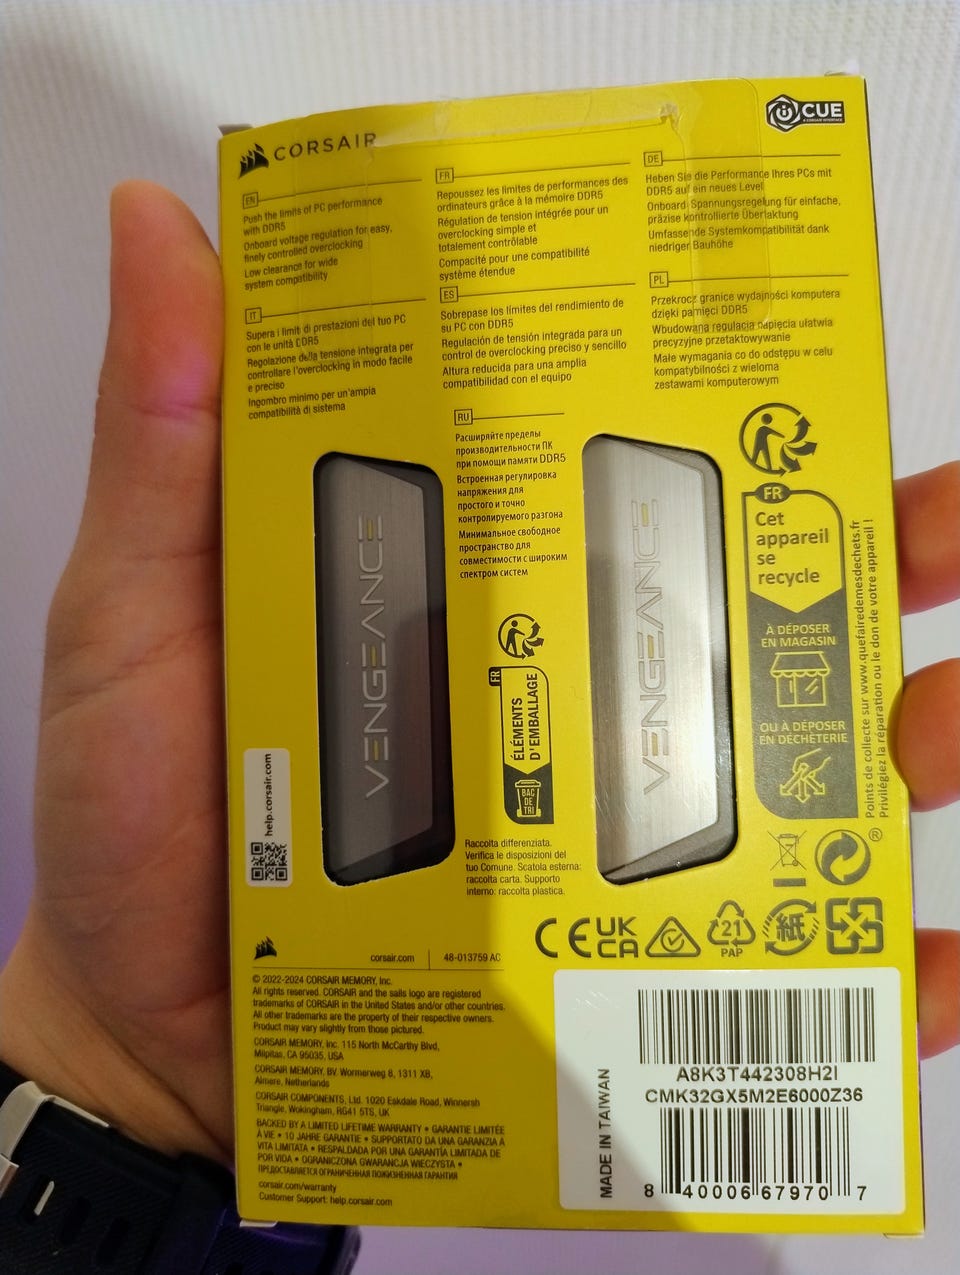 CORSAIR
iCUE
A CORSAIR INTERFACE
EN
Push the limits of PC performance
with DDR5
Onboard voltage regulation for easy,
finely controlled overclocking
Low clearance for wide
system compatibility
FR
Repoussez les limites de performances des
ordinateurs grâce à la mémoire DDR5
Régulation de tension intégrée pour un
overclocking simple et
totalement contrôlable
Compacité pour une compatibilité
système étendue
DE
Heben Sie die Performance Ihres PCs mit
DDR5 auf ein neues Level
Onboard Spannungsregelung für einfache,
präzise kontrollierte Übertaktung
Umfassende Systemkompatibilität dank
niedriger Bauhöhe
IT
Supera i limiti di prestazioni del tuo PC
con le unità DDR5
Regolazione della tensione integrata per
controllare l'overclocking in modo facile
e preciso
Ingombro minimo per un'ampia
compatibilità di sistema
ES
Sobrepase los límites del rendimiento de
su PC con DDR5
Regulación de tensión integrada para un
control de overclocking preciso y sencillo
Altura reducida para una amplia
compatibilidad con el equipo
PL
Przekrocz granice wydajności komputera
dzięki pamięci DDR5
Wbudowana regulacja napięcia ułatwia
precyzyjne przetaktowywanie
Małe wymagania co do odstępu w celu
kompatybilności z wieloma
zestawami komputerowym
RU
Расширяйте пределы
производительности ПК
при помощи памяти DDR5
Встроенная регулировка
напряжения для
простого и точно
контролируемого разгона
Минимальное свободное
пространство для
совместимости с широким
спектром систем
VENGEANCE
VENGEANCE
FR
Cet
appareil
se
recycle
À DÉPOSER
EN MAGASIN
OU À DÉPOSER
EN DÉCHÈTERIE
Points de collecte sur www.quefairedemesdechets.fr
Privilégiez la réparation ou le don de votre appareil !
FR
ÉLÉMENTS
D'EMBALLAGE
BAC
DE
TRI
help.corsair.com
Raccolta differenziata.
Verifica le disposizioni del
tuo Comune. Scatola esterna:
raccolta carta. Supporto
interno: raccolta plastica.
®
CE
UK
CA
21
PAP
紙
corsair.com
48-013759 AC
© 2022-2024 CORSAIR MEMORY, Inc.
All rights reserved. CORSAIR and the sails logo are registered
trademarks of CORSAIR in the United States and/or other countries.
All other trademarks are the property of their respective owners.
Product may vary slightly from those pictured.
CORSAIR MEMORY, Inc. 115 North McCarthy Blvd,
Milpitas, CA 95035, USA
CORSAIR MEMORY, BV. Wormerweg 8, 1311 XB,
Almere, Netherlands
CORSAIR COMPONENTS, Ltd. 1020 Eskdale Road, Winnersh
Triangle, Wokingham, RG41 5TS, UK
BACKED BY A LIMITED LIFETIME WARRANTY • GARANTIE LIMITÉE
À VIE • 10 JAHRE GARANTIE • SUPPORTATO DA UNA GARANZIA A
VITA LIMITATA • RESPALDADA POR UNA GARANTÍA LIMITADA DE
POR VIDA • OGRANICZONA GWARANCJA WIECZYSTA •
ПРЕДОСТАВЛЯЕТСЯ ОГРАНИЧЕННАЯ ПОЖИЗНЕННАЯ ГАРАНТИЯ
corsair.com/warranty
Customer Support: help.corsair.com
MADE IN TAIWAN
A8K3T442308H2I
CMK32GX5M2E6000Z36
8 40006 67970 7